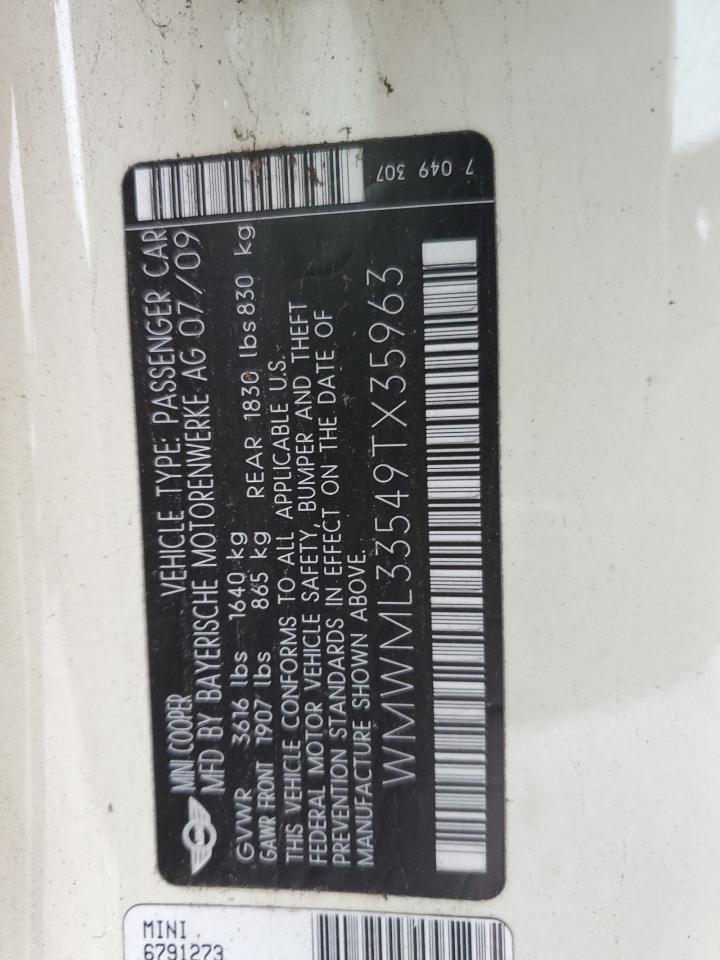 MINI COOPER VEHICLE TYPE: PASSENGER CAR
MFD BY BAYERISCHE MOTORENWERKE AG 07/09
GVWR 3616 lbs 1640 kg
GAWR FRONT 1907 lbs 865 kg REAR 1830 lbs 830 kg
THIS VEHICLE CONFORMS TO ALL APPLICABLE U.S.
FEDERAL MOTOR VEHICLE SAFETY, BUMPER AND THEFT
PREVENTION STANDARDS IN EFFECT ON THE DATE OF
MANUFACTURE SHOWN ABOVE.
WMWML33549TX35963
7 049 307
MINI
6791273